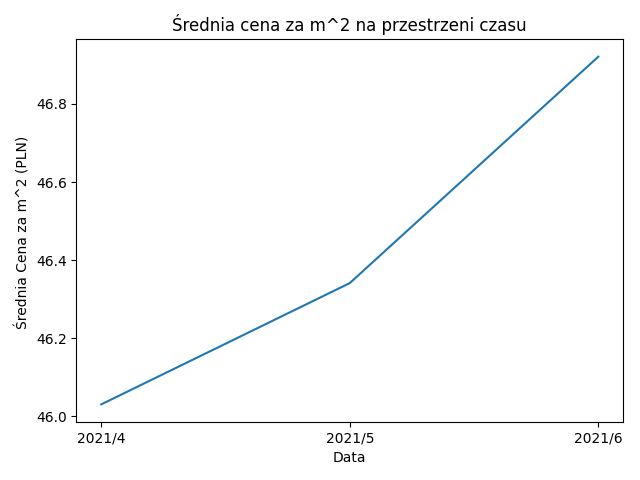 Średnia cena za m^2 na przestrzeni czasu
Średnia Cena za m^2 (PLN)
46.8
46.6
46.4
46.2
46.0
2021/4 2021/5 2021/6
Data